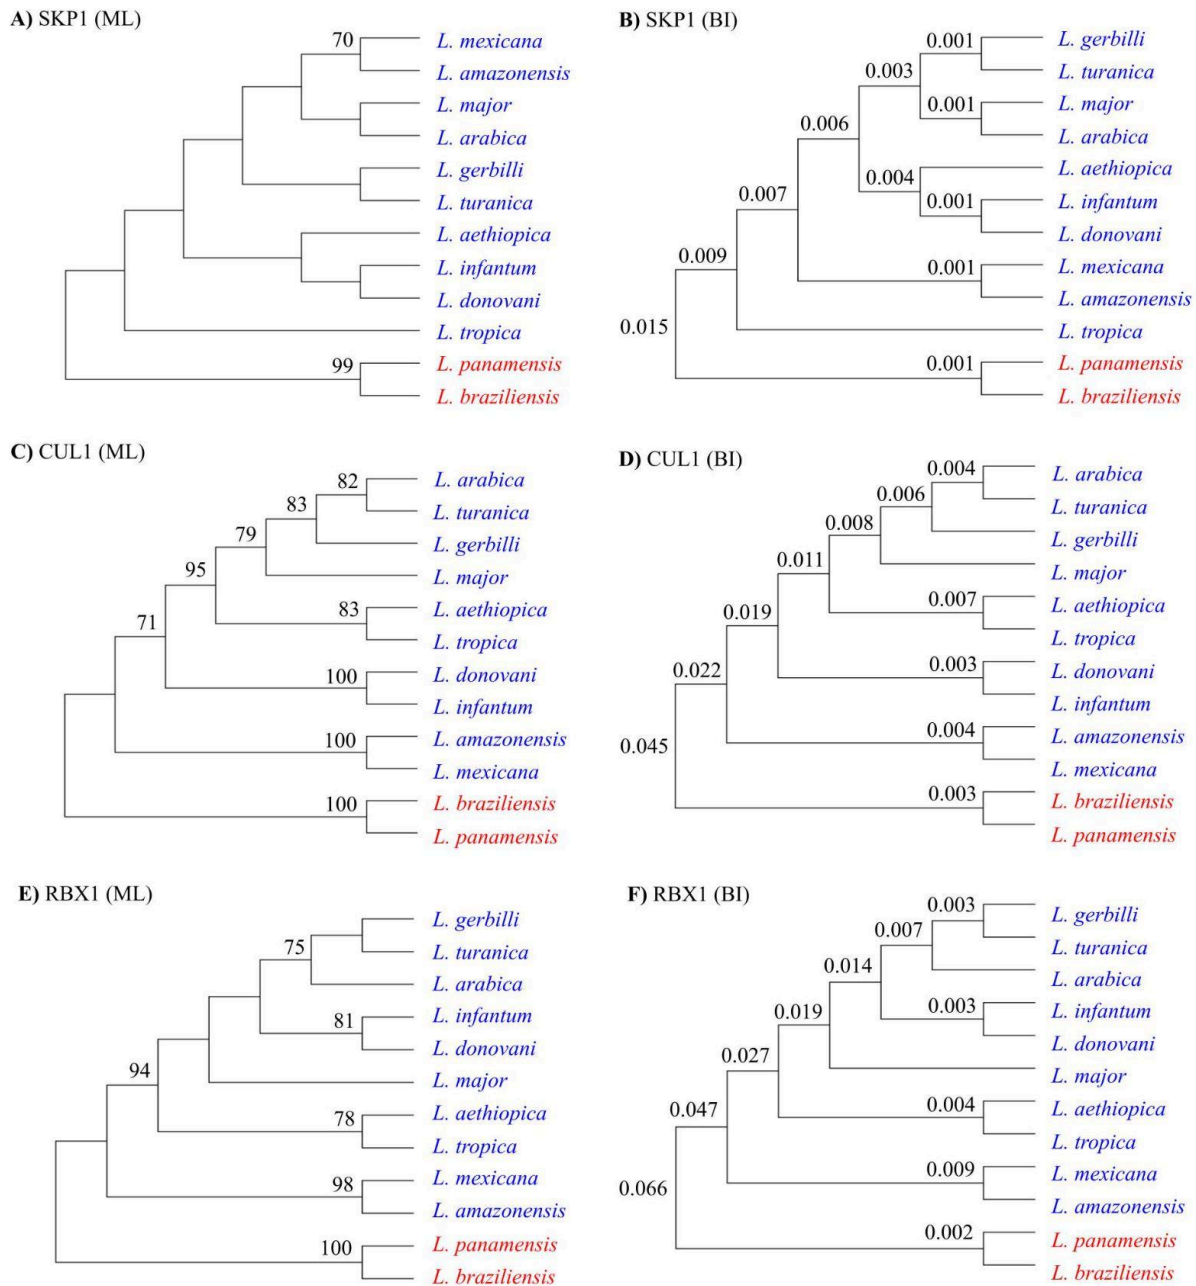 A) SKP1 (ML)
70
L. mexicana
L. amazonensis
L. major
L. arabica
L. gerbilli
L. turanica
L. aethiopica
L. infantum
L. donovani
L. tropica
99
L. panamensis
L. braziliensis
B) SKP1 (BI)
0.001
L. gerbilli
0.003
L. turanica
0.001
L. major
0.006
L. arabica
0.004
L. aethiopica
0.007
0.001
L. infantum
L. donovani
0.009
0.001
L. mexicana
L. amazonensis
0.015
L. tropica
0.001
L. panamensis
L. braziliensis
C) CUL1 (ML)
82
L. arabica
83
L. turanica
79
L. gerbilli
95
L. major
71
83
L. aethiopica
L. tropica
100
L. donovani
L. infantum
100
L. amazonensis
L. mexicana
100
L. braziliensis
L. panamensis
D) CUL1 (BI)
0.004
L. arabica
0.006
L. turanica
0.008
L. gerbilli
0.011
L. major
0.019
0.007
L. aethiopica
L. tropica
0.022
0.003
L. donovani
L. infantum
0.045
0.004
L. amazonensis
L. mexicana
0.003
L. braziliensis
L. panamensis
E) RBX1 (ML)
L. gerbilli
75
L. turanica
L. arabica
81
L. infantum
L. donovani
94
L. major
78
L. aethiopica
L. tropica
98
L. mexicana
L. amazonensis
100
L. panamensis
L. braziliensis
F) RBX1 (BI)
0.003
L. gerbilli
0.007
L. turanica
0.014
L. arabica
0.019
0.003
L. infantum
L. donovani
0.027
L. major
0.047
0.004
L. aethiopica
L. tropica
0.066
0.009
L. mexicana
L. amazonensis
0.002
L. panamensis
L. braziliensis